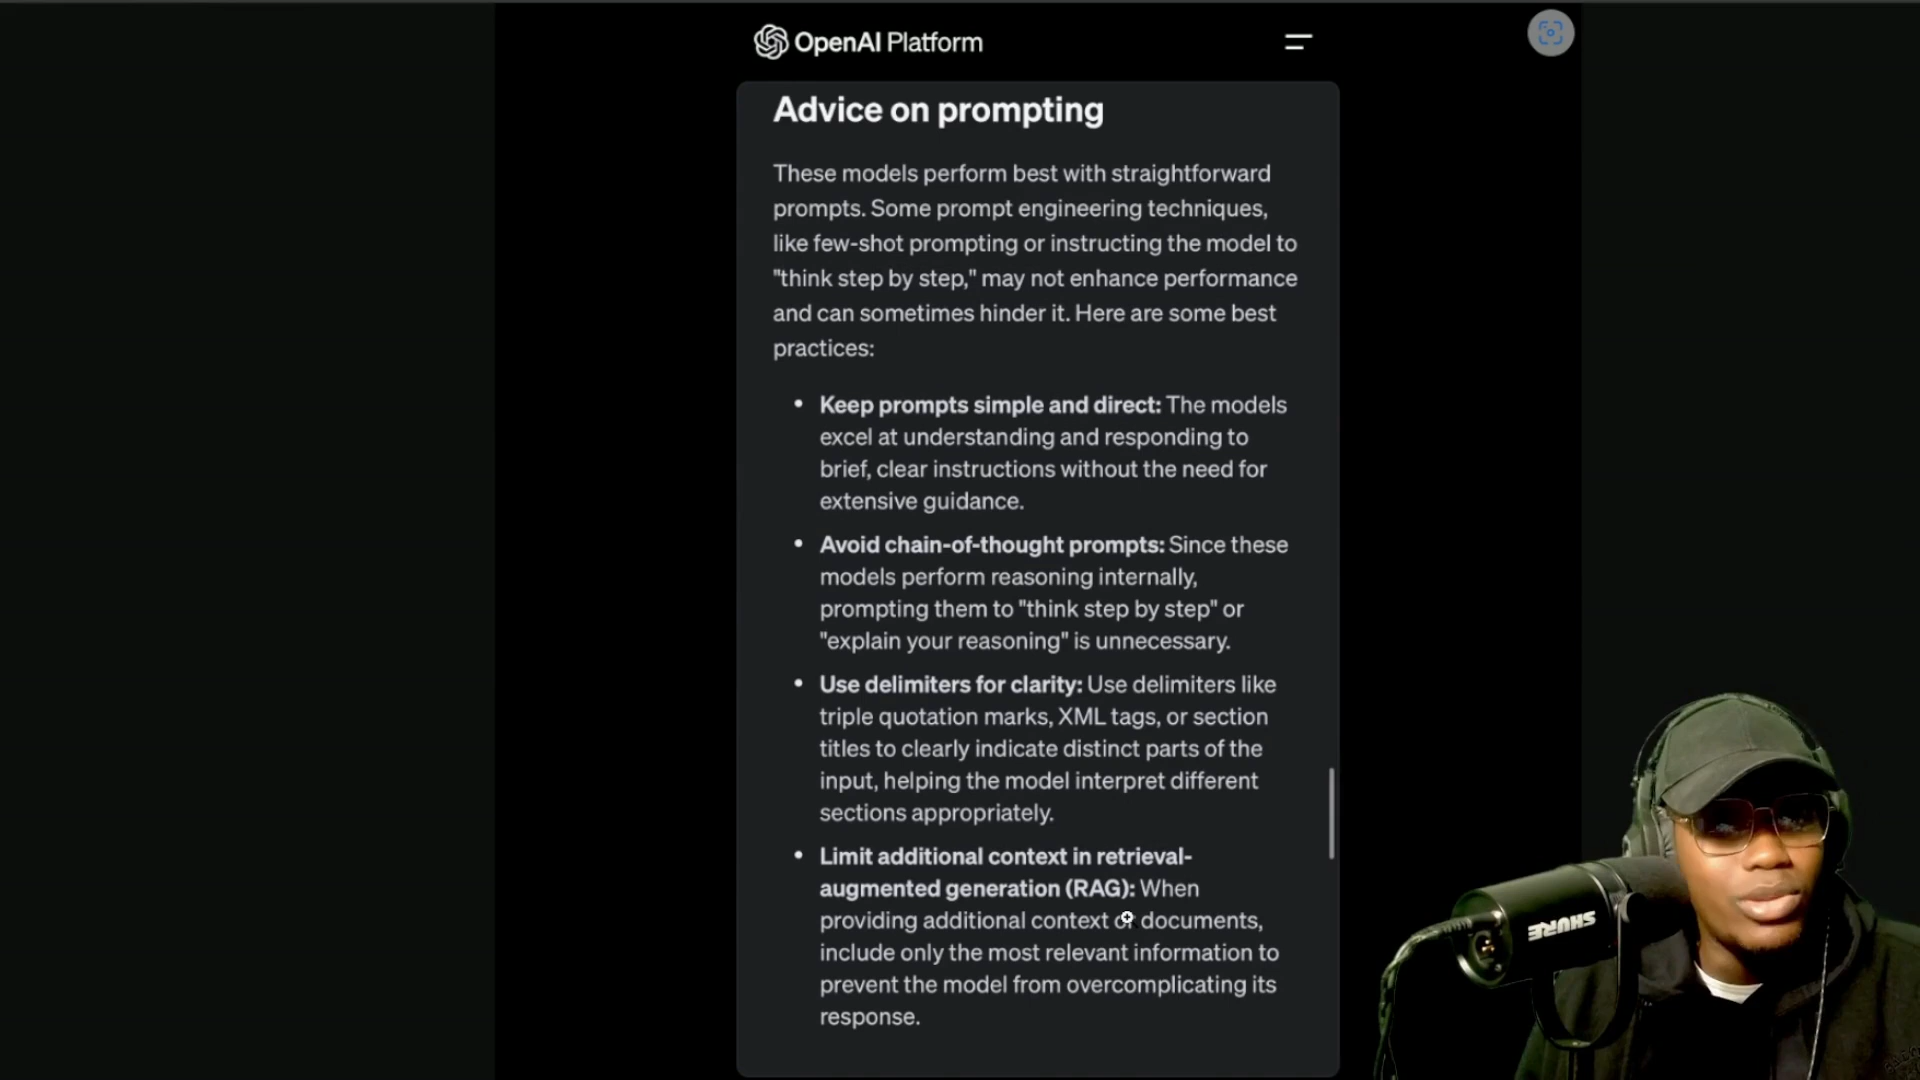 OpenAI Platform
Advice on prompting
These models perform best with straightforward
prompts. Some prompt engineering techniques,
like few-shot prompting or instructing the model to
"think step by step," may not enhance performance
and can sometimes hinder it. Here are some best
practices:
• Keep prompts simple and direct: The models
excel at understanding and responding to
brief, clear instructions without the need for
extensive guidance.
• Avoid chain-of-thought prompts: Since these
models perform reasoning internally,
prompting them to "think step by step" or
"explain your reasoning" is unnecessary.
• Use delimiters for clarity: Use delimiters like
triple quotation marks, XML tags, or section
titles to clearly indicate distinct parts of the
input, helping the model interpret different
sections appropriately.
• Limit additional context in retrieval-
augmented generation (RAG): When
providing additional context or documents,
include only the most relevant information to
prevent the model from overcomplicating its
response.
SHURE